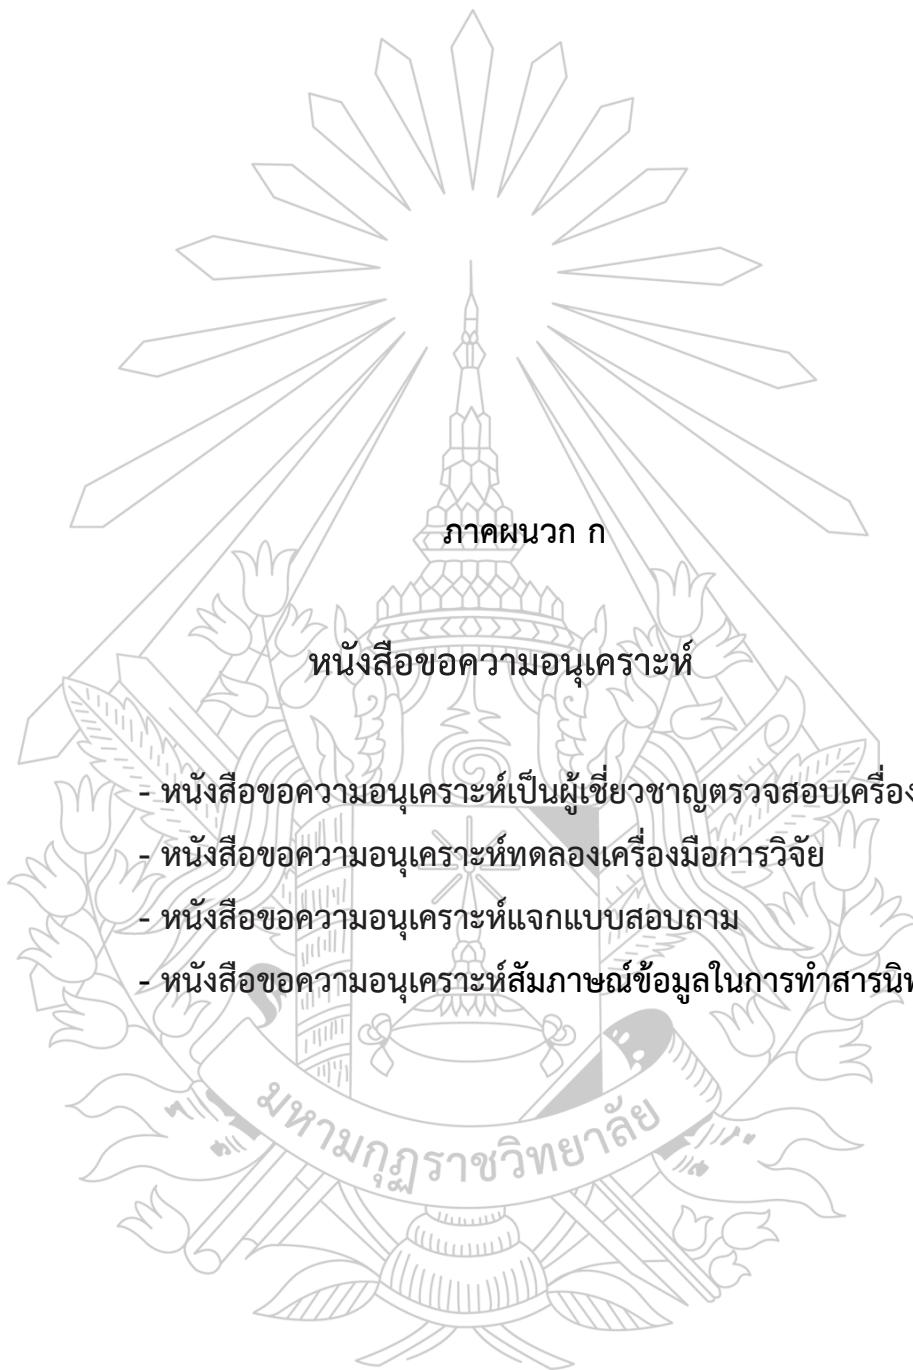 ภาคผนวก ก
หนังสือขอความอนุเคราะห์
- หนังสือขอความอนุเคราะห์เป็นผู้เชี่ยวชาญตรวจสอบเครื่อง
- หนังสือขอความอนุเคราะห์ทดลองเครื่องมือการวิจัย
- หนังสือขอความอนุเคราะห์แจกแบบสอบถาม
- หนังสือขอความอนุเคราะห์สัมภาษณ์ข้อมูลในการทำสารนิ
มหามกุฏราชวิทยาลัย